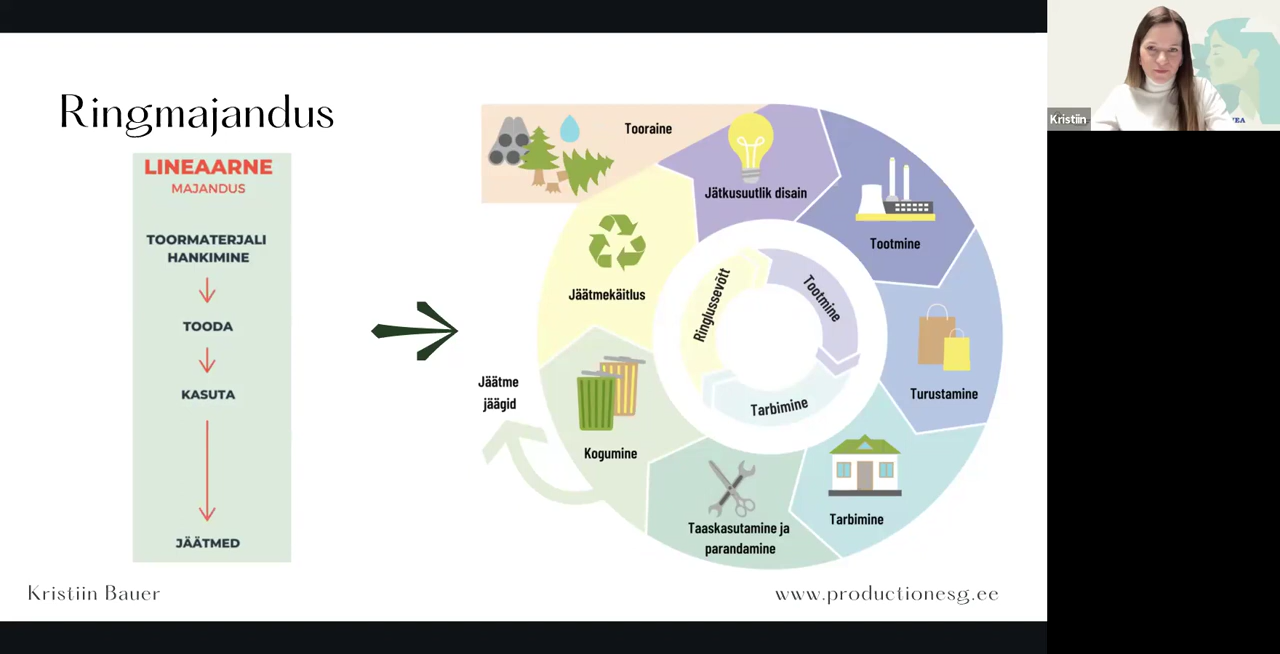 Ringmajandus
LINEAARNE
MAJANDUS
TOORMATERJALI
HANKIMINE
TOODA
KASUTA
JÄÄTMED
Tooraine
Jätkusuutlik disain
Tootmine
Turustamine
Tarbimine
Taaskasutamine ja
parandamine
Kogumine
Jäätme
jäägid
Jäätmekäitlus
Ringlussevõtt
Tootmine
Tarbimine
Kristiin Bauer
www.productionesg.ee
Kristiin